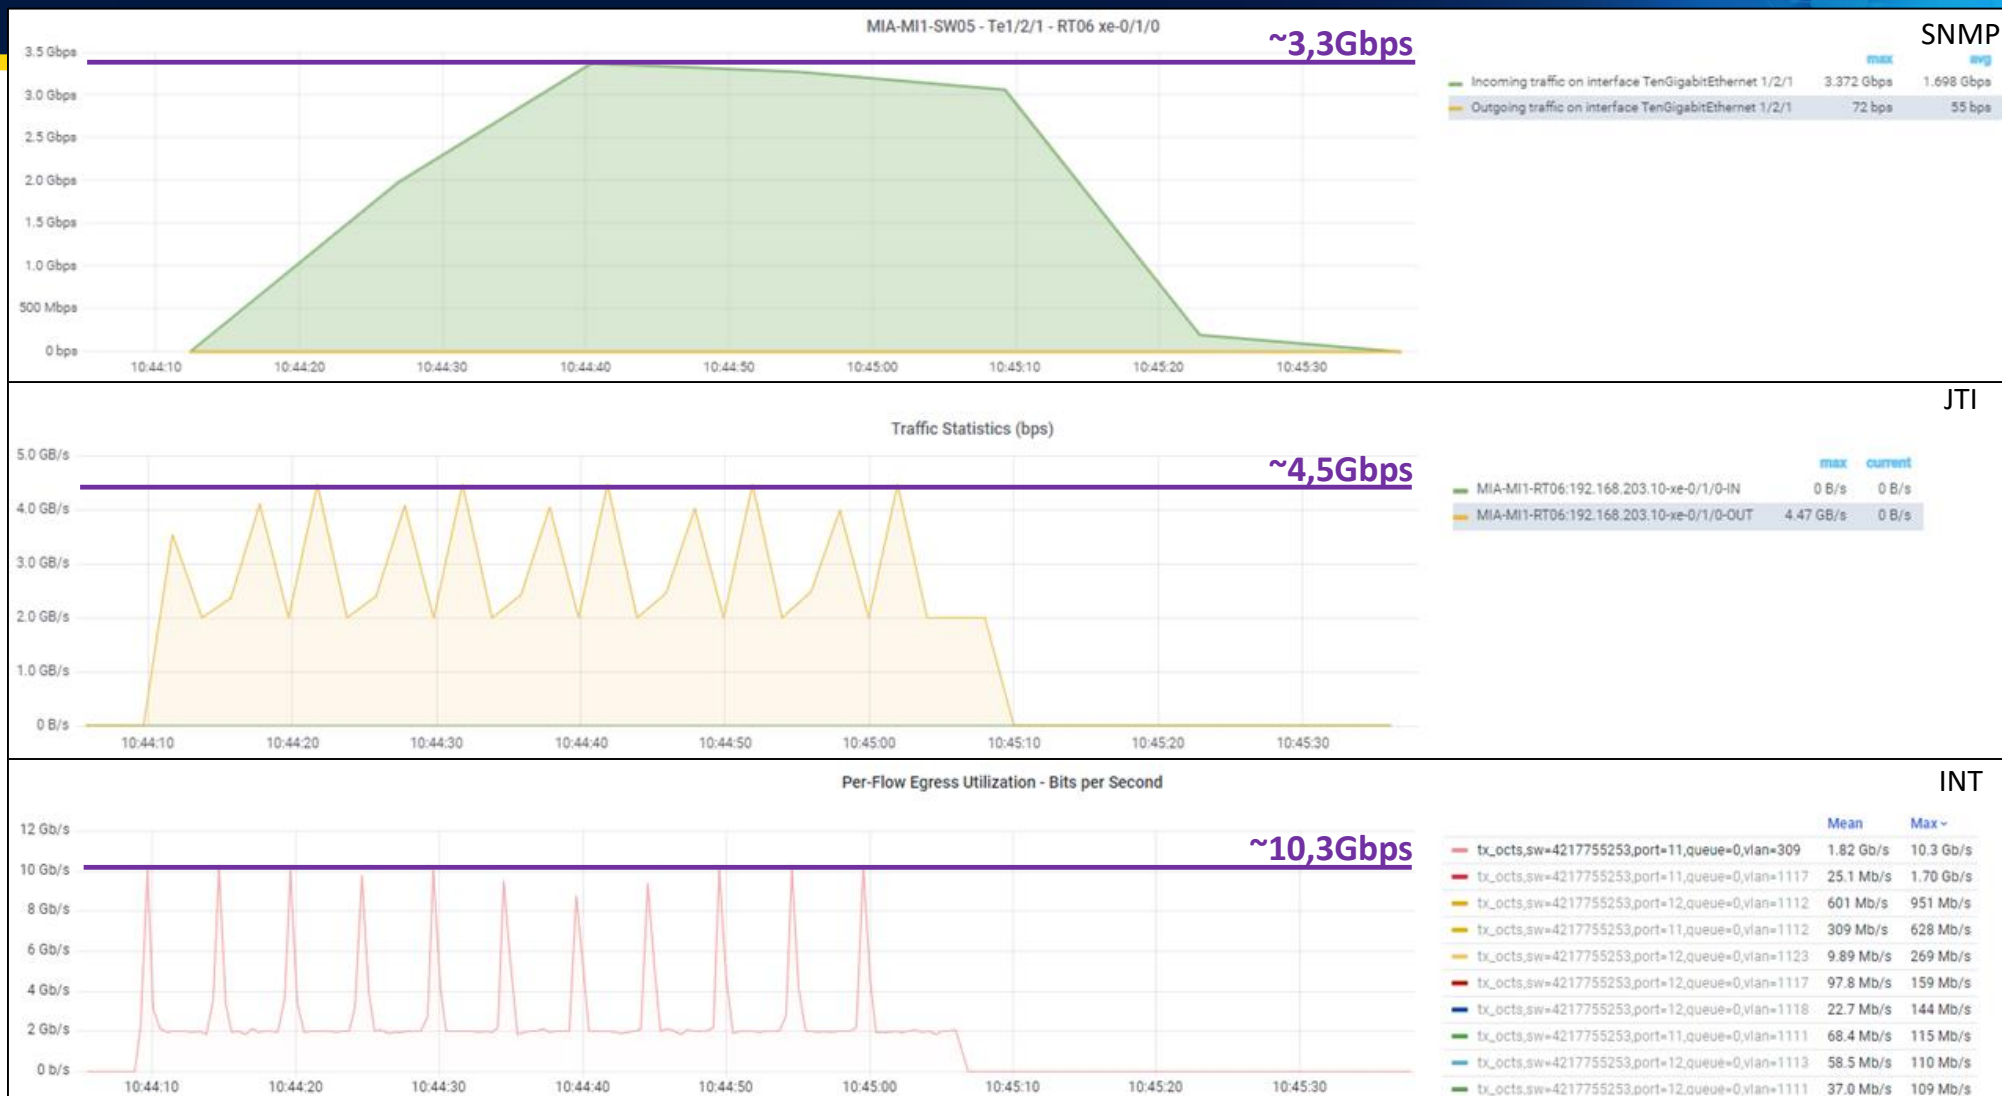 SNMP
MIA-MI1-SW05 - Te1/2/1 - RT06 xe-0/1/0
~3,3Gbps
3.5 Gbps
3.0 Gbps
2.5 Gbps
2.0 Gbps
1.5 Gbps
1.0 Gbps
500 Mbps
0 bps
10:44:10 10:44:20 10:44:30 10:44:40 10:44:50 10:45:00 10:45:10 10:45:20 10:45:30
max avg
Incoming traffic on interface TenGigabitEthernet 1/2/1 3.372 Gbps 1.698 Gbps
Outgoing traffic on interface TenGigabitEthernet 1/2/1 72 bps 55 bps
JTI
Traffic Statistics (bps)
~4,5Gbps
5.0 GB/s
4.0 GB/s
3.0 GB/s
2.0 GB/s
1.0 GB/s
0 B/s
10:44:10 10:44:20 10:44:30 10:44:40 10:44:50 10:45:00 10:45:10 10:45:20 10:45:30
max current
MIA-MI1-RT06:192.168.203.10-xe-0/1/0-IN 0 B/s 0 B/s
MIA-MI1-RT06:192.168.203.10-xe-0/1/0-OUT 4.47 GB/s 0 B/s
INT
Per-Flow Egress Utilization - Bits per Second
~10,3Gbps
12 Gb/s
10 Gb/s
8 Gb/s
6 Gb/s
4 Gb/s
2 Gb/s
0 b/s
10:44:10 10:44:20 10:44:30 10:44:40 10:44:50 10:45:00 10:45:10 10:45:20 10:45:30
Mean Max
tx_octs,sw=4217755253,port=11,queue=0,vlan=309 1.82 Gb/s 10.3 Gb/s
tx_octs,sw=4217755253,port=11,queue=0,vlan=1117 25.1 Mb/s 1.70 Gb/s
tx_octs,sw=4217755253,port=12,queue=0,vlan=1112 601 Mb/s 951 Mb/s
tx_octs,sw=4217755253,port=11,queue=0,vlan=1112 309 Mb/s 628 Mb/s
tx_octs,sw=4217755253,port=12,queue=0,vlan=1123 9.89 Mb/s 269 Mb/s
tx_octs,sw=4217755253,port=12,queue=0,vlan=1117 97.8 Mb/s 159 Mb/s
tx_octs,sw=4217755253,port=12,queue=0,vlan=1118 22.7 Mb/s 144 Mb/s
tx_octs,sw=4217755253,port=11,queue=0,vlan=1111 68.4 Mb/s 115 Mb/s
tx_octs,sw=4217755253,port=12,queue=0,vlan=1113 58.5 Mb/s 110 Mb/s
tx_octs,sw=4217755253,port=12,queue=0,vlan=1111 37.0 Mb/s 109 Mb/s